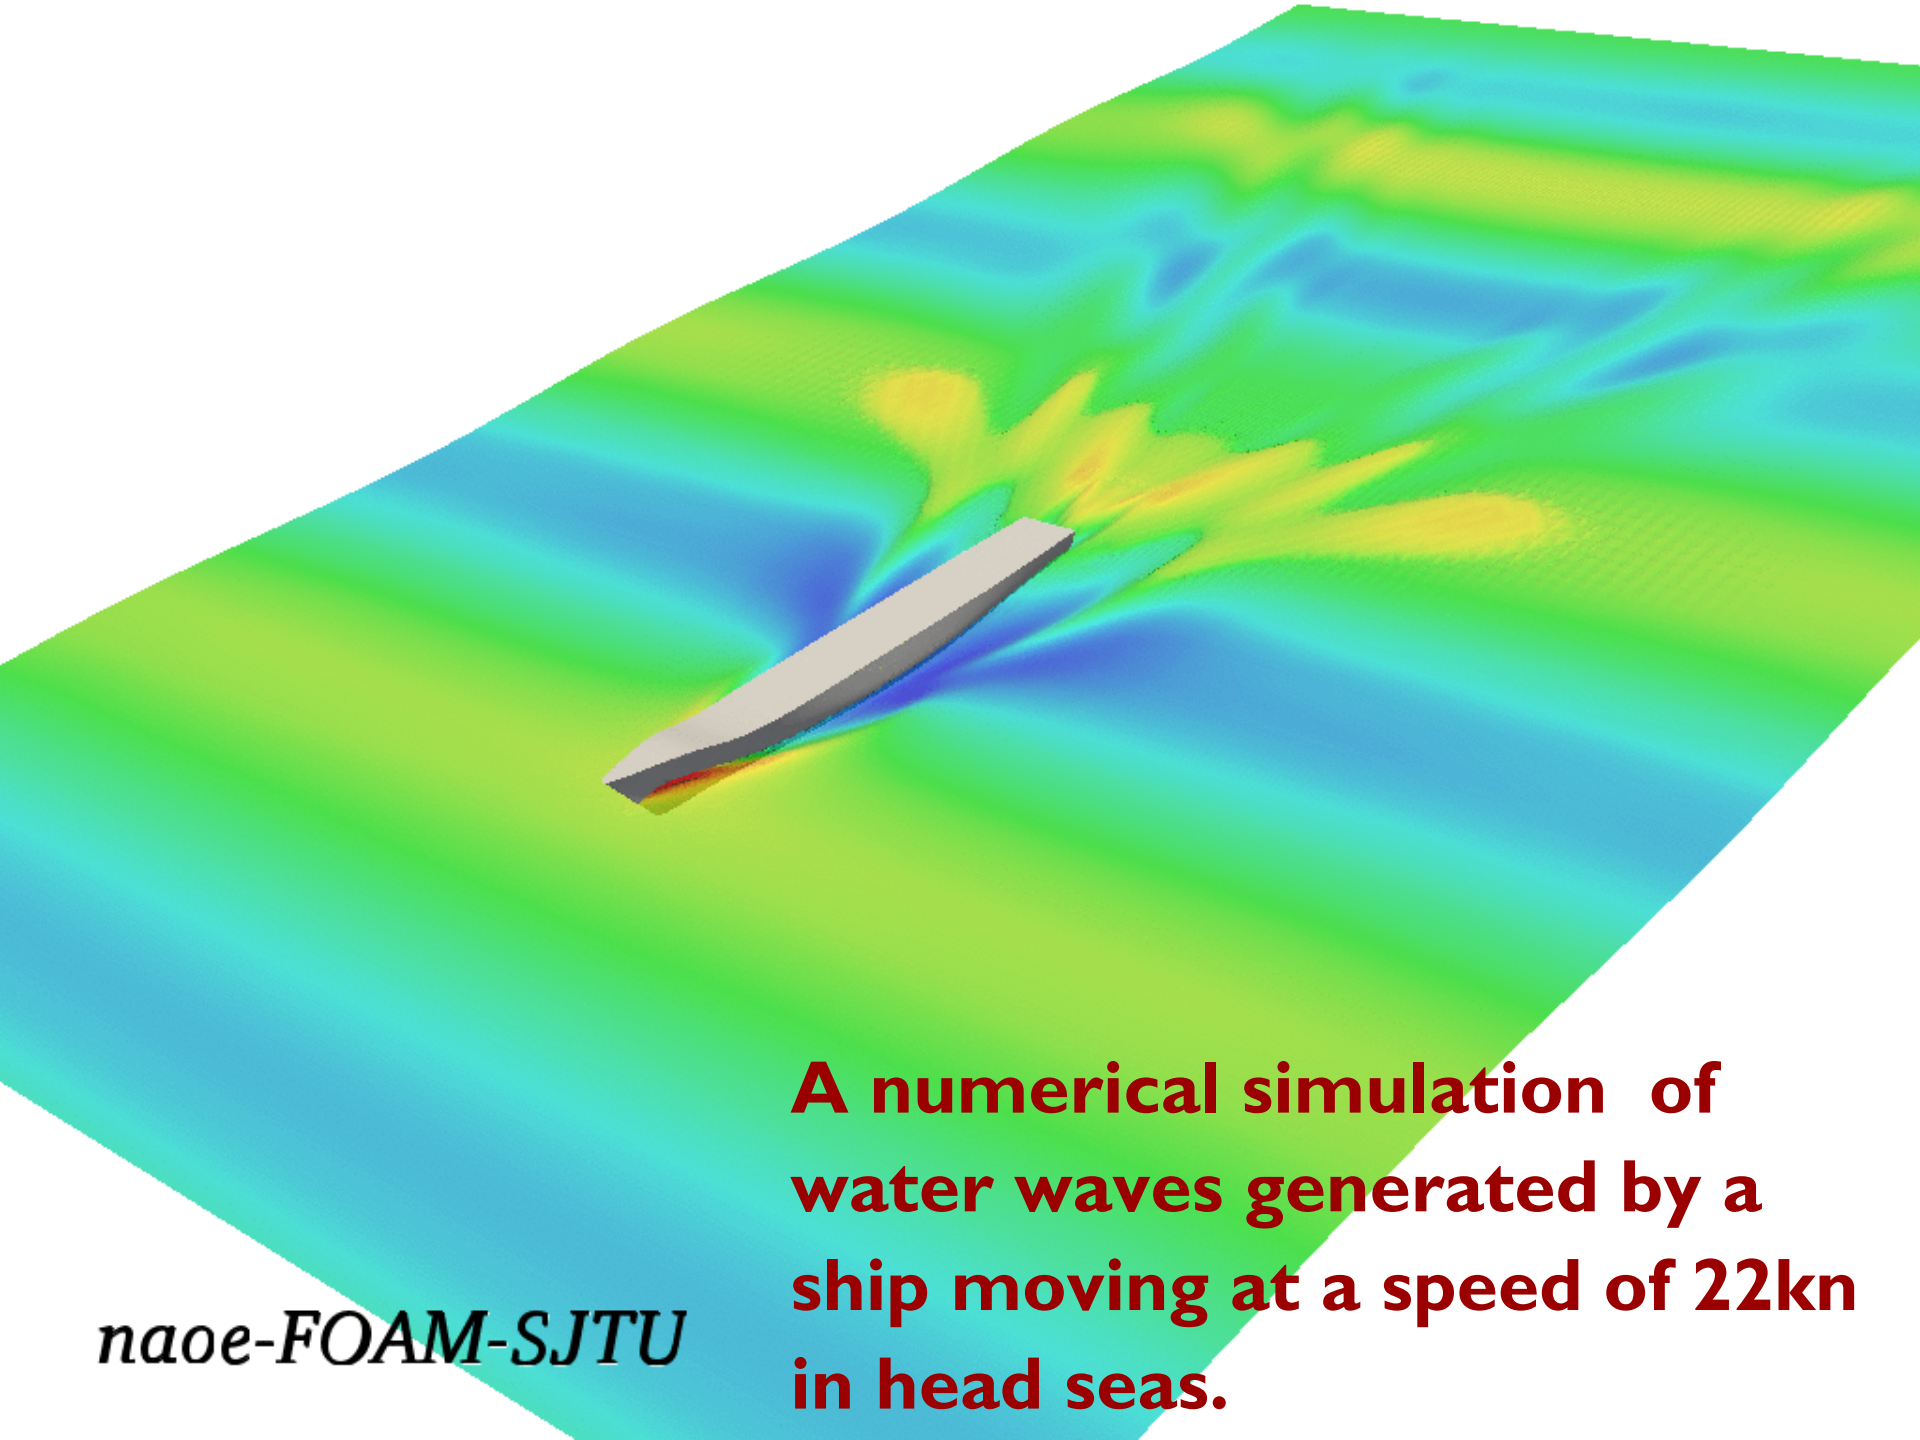 A numerical simulation of
water waves generated by a
ship moving at a speed of 22kn
in head seas.
naoe-FOAM-SJTU